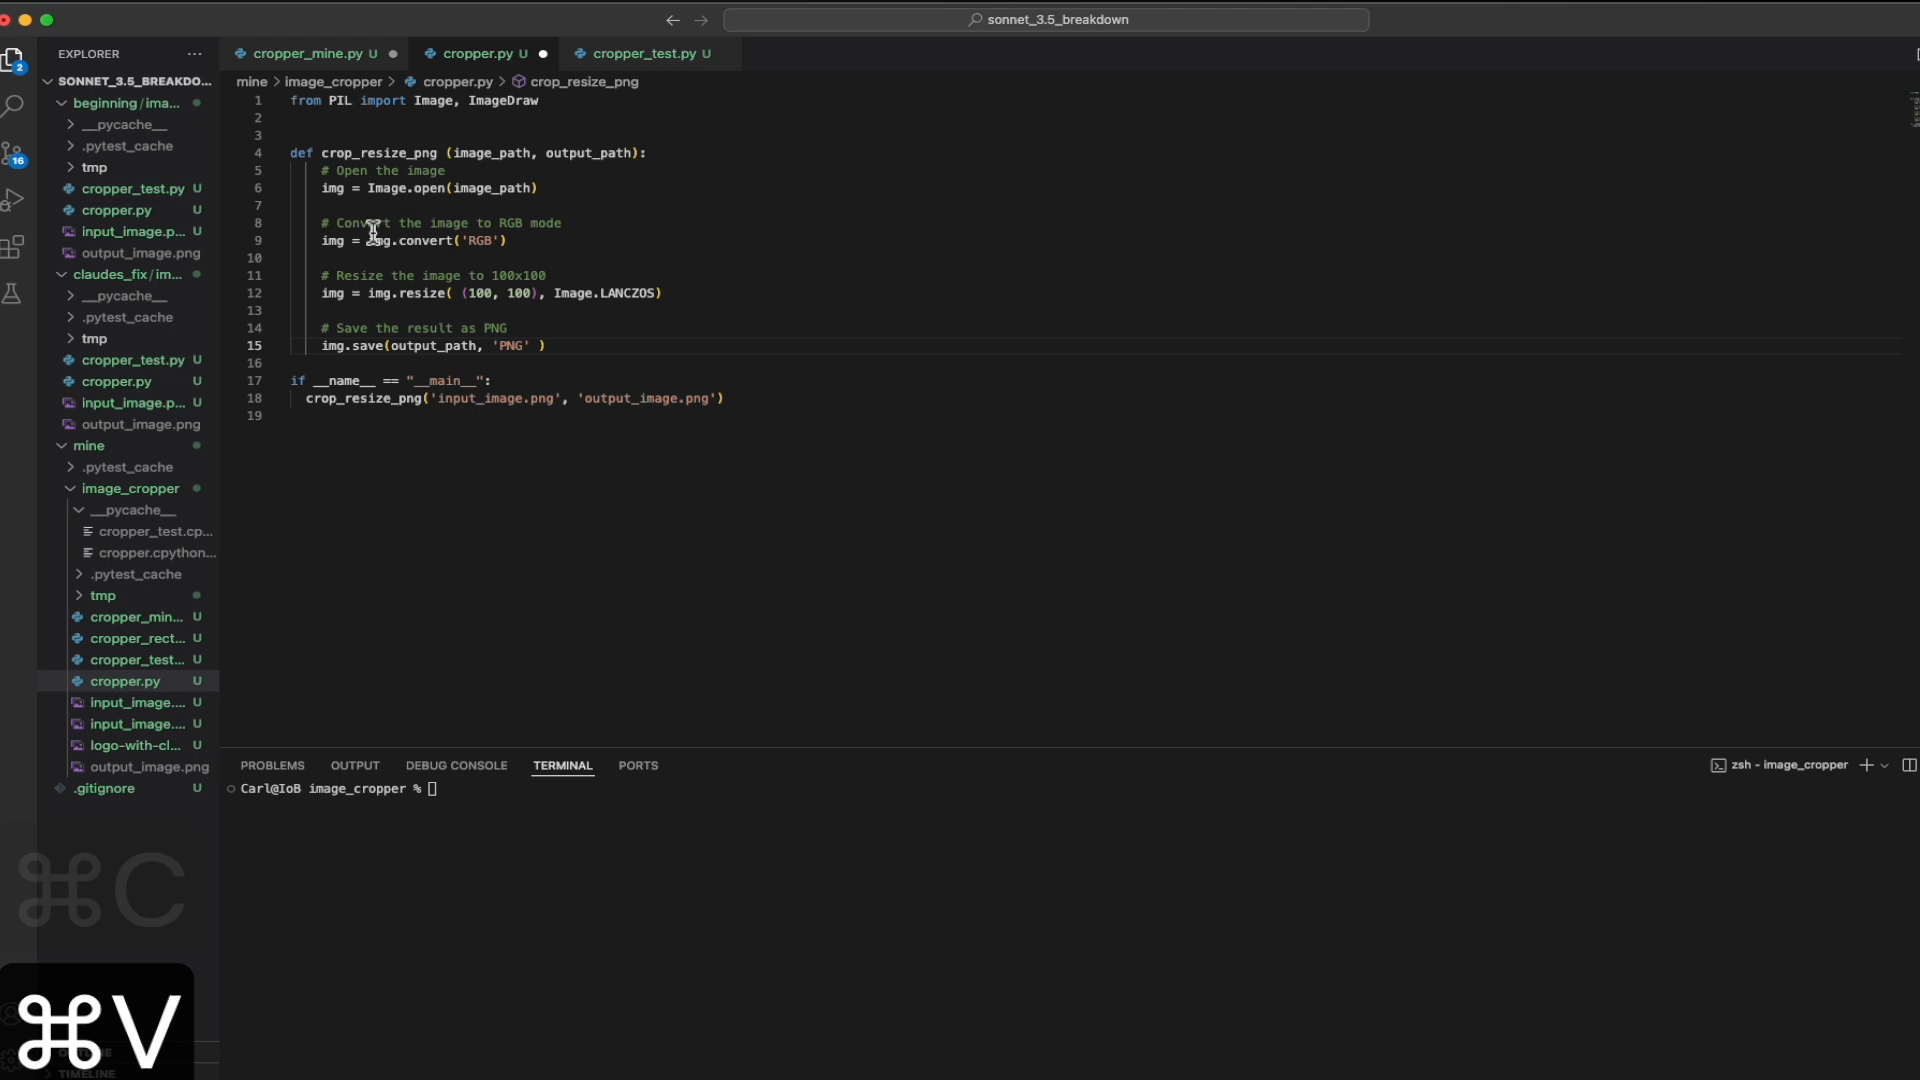 sonnet_3.5_breakdown
EXPLORER ···
cropper_mine.py U
cropper.py U
cropper_test.py U
2
SONNET_3.5_BREAKDO...
mine > image_cropper > cropper.py > crop_resize_png
beginning/ima...
__pycache__
.pytest_cache
16
tmp
cropper_test.py U
cropper.py U
input_image.p... U
output_image.png
claudes_fix/im...
__pycache__
.pytest_cache
tmp
cropper_test.py U
cropper.py U
input_image.p... U
output_image.png
mine
.pytest_cache
image_cropper
__pycache__
cropper_test.cp...
cropper.cpython...
.pytest_cache
tmp
cropper_min... U
cropper_rect... U
cropper_test... U
cropper.py U
input_image.... U
input_image.... U
logo-with-cl... U
output_image.png
.gitignore U
TIMELINE
1 from PIL import Image, ImageDraw
2
3
4 def crop_resize_png (image_path, output_path):
5 # Open the image
6 img = Image.open(image_path)
7
8 # Convert the image to RGB mode
9 img = img.convert('RGB')
10
11 # Resize the image to 100x100
12 img = img.resize( (100, 100), Image.LANCZOS)
13
14 # Save the result as PNG
15 img.save(output_path, 'PNG' )
16
17 if __name__ == "__main__":
18 crop_resize_png('input_image.png', 'output_image.png')
19
PROBLEMS OUTPUT DEBUG CONSOLE TERMINAL PORTS
zsh - image_cropper
Carl@IoB image_cropper %
⌘C
⌘V